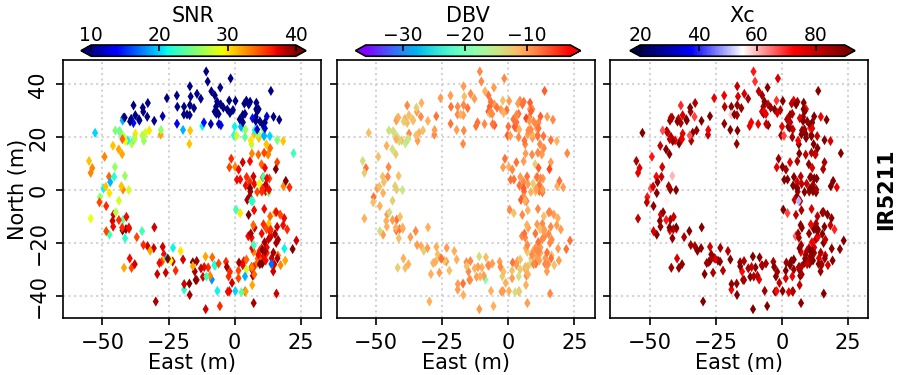 SNR DBV Xc
10 20 30 40 −30 −20 −10 20 40 60 80
North (m)
40
20
0
−20
−40
−50 −25 0 25 −50 −25 0 25 −50 −25 0 25
East (m) East (m) East (m)
IR5211